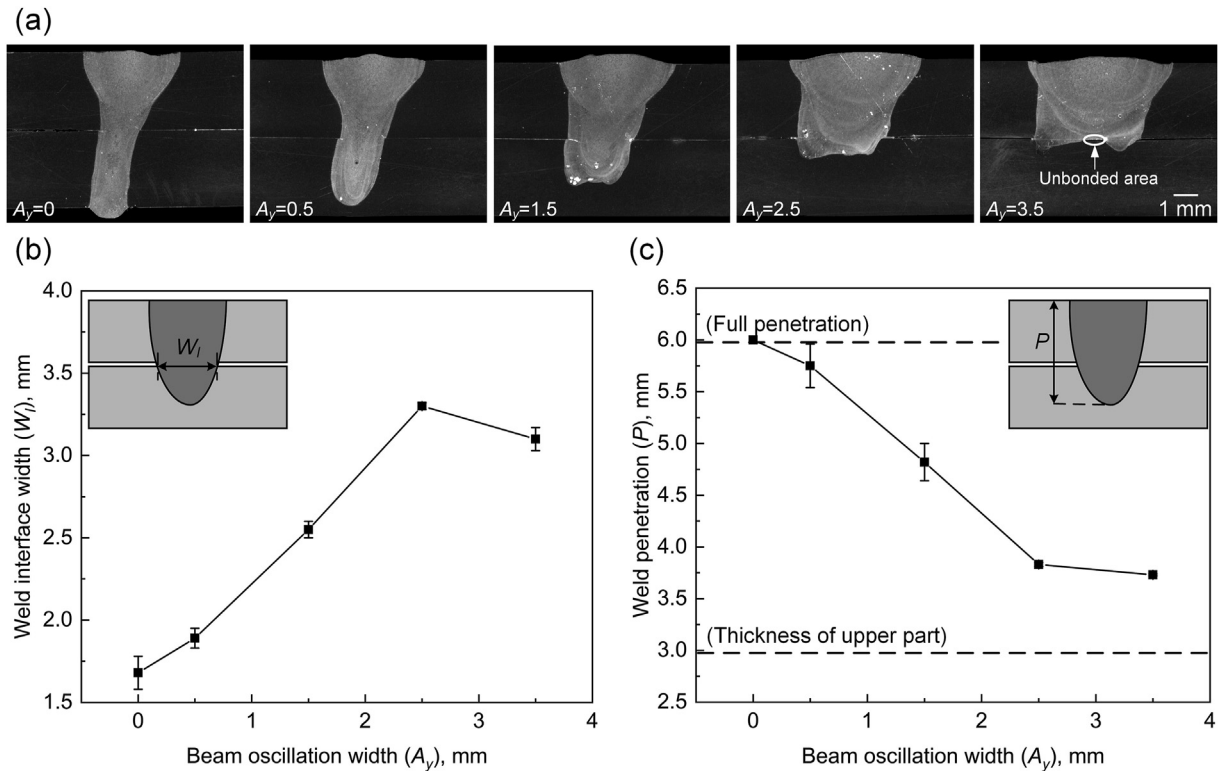 (a)
Ay=0
Ay=0.5
Ay=1.5
Ay=2.5
Ay=3.5
Unbonded area
1 mm
(b)
Weld interface width (WI), mm
4.0
3.5
3.0
2.5
2.0
1.5
WI
0
1
2
3
4
Beam oscillation width (Ay), mm
(c)
Weld penetration (P), mm
6.5
6.0
5.5
5.0
4.5
4.0
3.5
3.0
2.5
(Full penetration)
P
(Thickness of upper part)
0
1
2
3
4
Beam oscillation width (Ay), mm